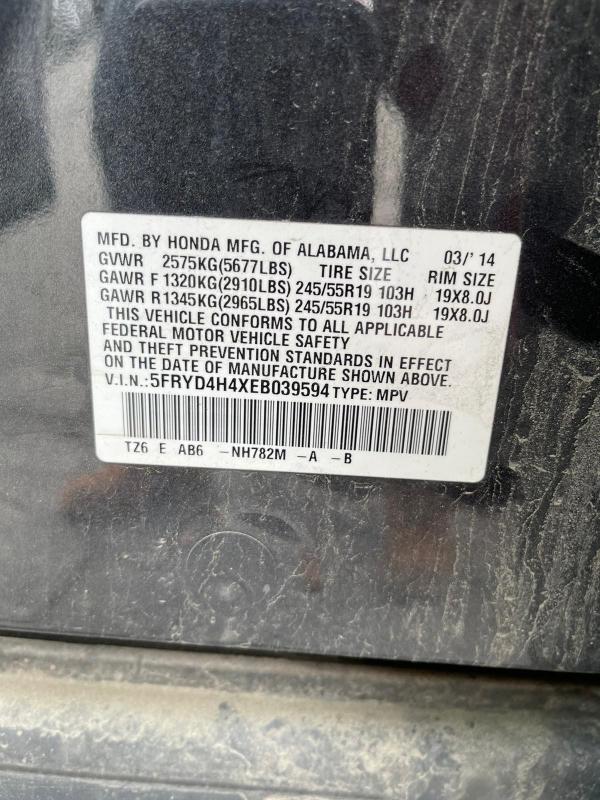 MFD. BY HONDA MFG. OF ALABAMA, LLC 03/'14
GVWR 2575KG(5677LBS) TIRE SIZE RIM SIZE
GAWR F 1320KG(2910LBS) 245/55R19 103H 19X8.0J
GAWR R 1345KG(2965LBS) 245/55R19 103H 19X8.0J
THIS VEHICLE CONFORMS TO ALL APPLICABLE
FEDERAL MOTOR VEHICLE SAFETY
AND THEFT PREVENTION STANDARDS IN EFFECT
ON THE DATE OF MANUFACTURE SHOWN ABOVE.
V.I.N.:5FRYD4H4XEB039594 TYPE: MPV
TZ6 E AB6 -NH782M -A -B